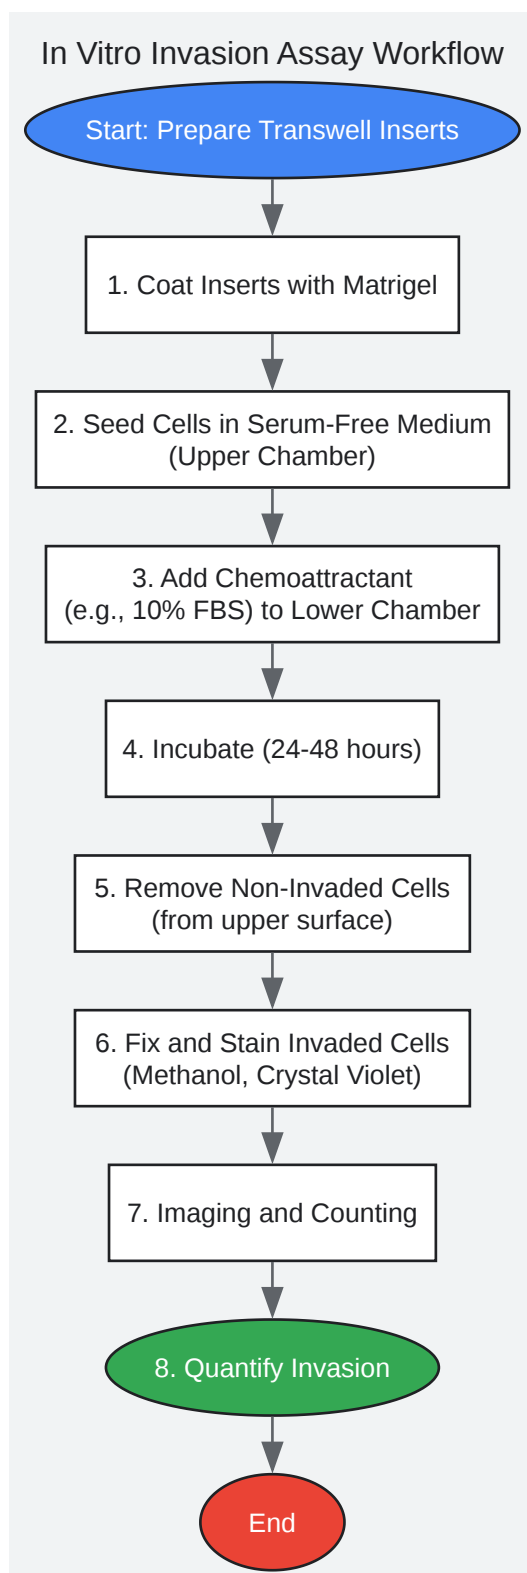 In Vitro Invasion Assay Workflow
Start: Prepare Transwell Inserts
1. Coat Inserts with Matrigel
2. Seed Cells in Serum-Free Medium
(Upper Chamber)
3. Add Chemoattractant
(e.g., 10% FBS) to Lower Chamber
4. Incubate (24-48 hours)
5. Remove Non-Invaded Cells
(from upper surface)
6. Fix and Stain Invaded Cells
(Methanol, Crystal Violet)
7. Imaging and Counting
8. Quantify Invasion
End